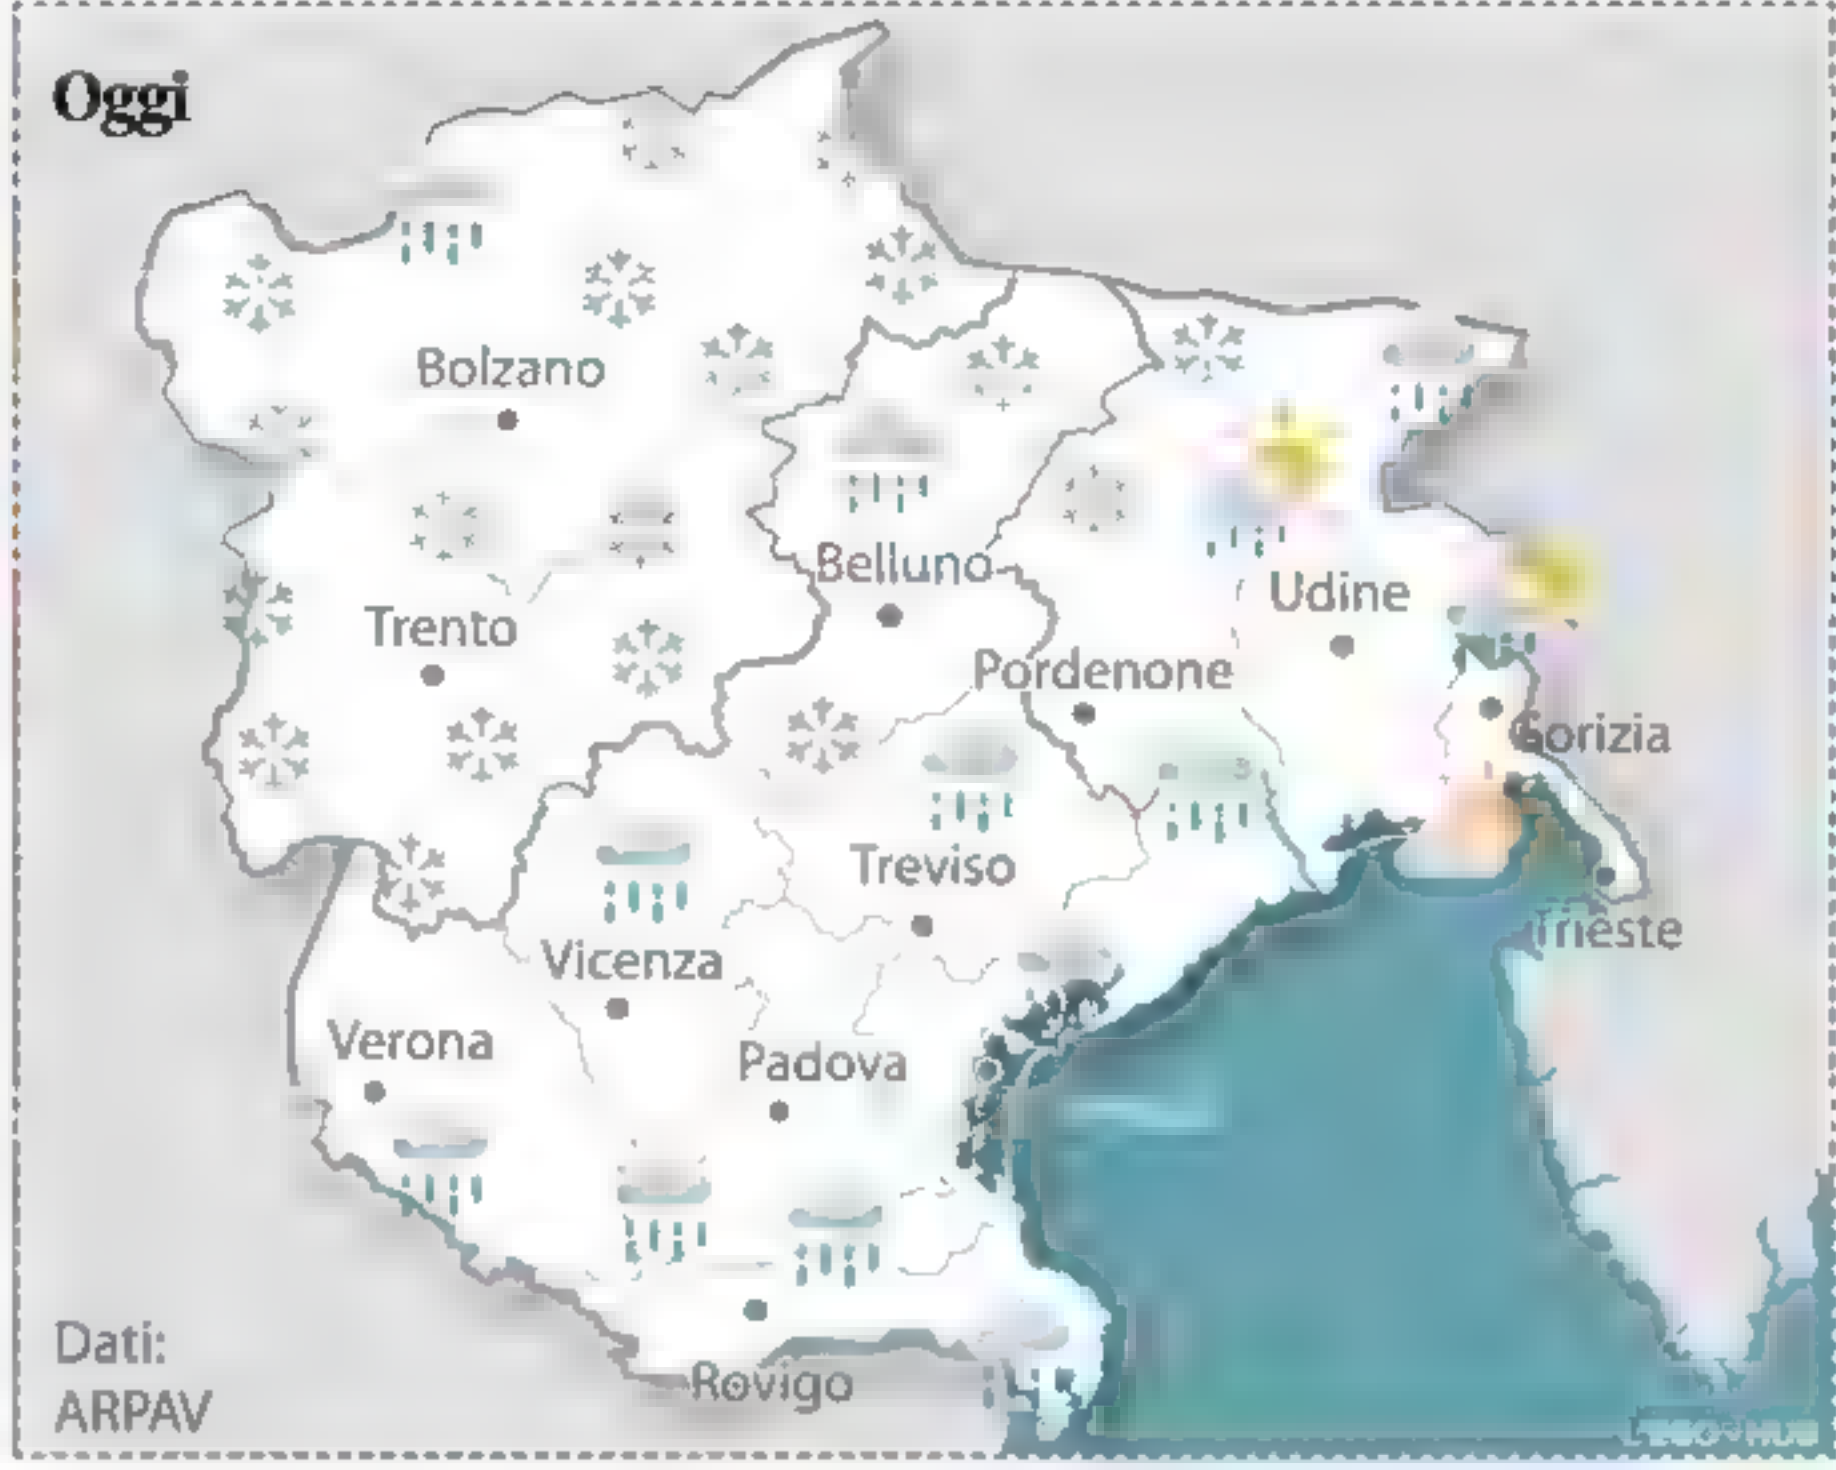 Oggi
Bolzano
Belluno
Udine
Trento
Pordenone
Gorizia
Treviso
Trieste
Vicenza
Verona
Padova
Dati:
ARPAV
Rovigo